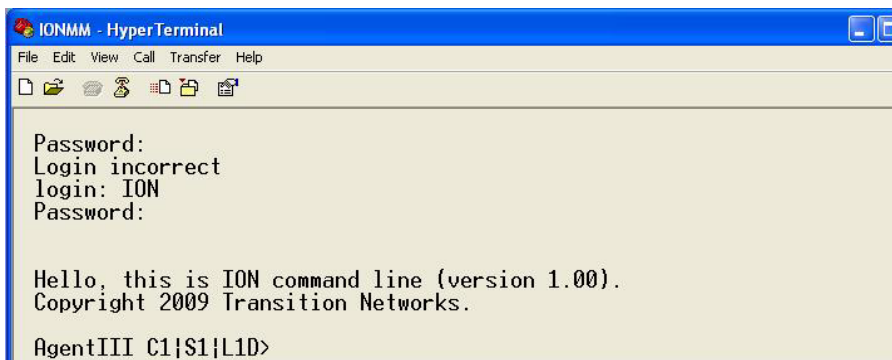 IONMM - HyperTerminal
File Edit View Call Transfer Help
Password:
Login incorrect
login: ION
Password:
Hello, this is ION command line (version 1.00).
Copyright 2009 Transition Networks.
AgentIII C1|S1|L1D>